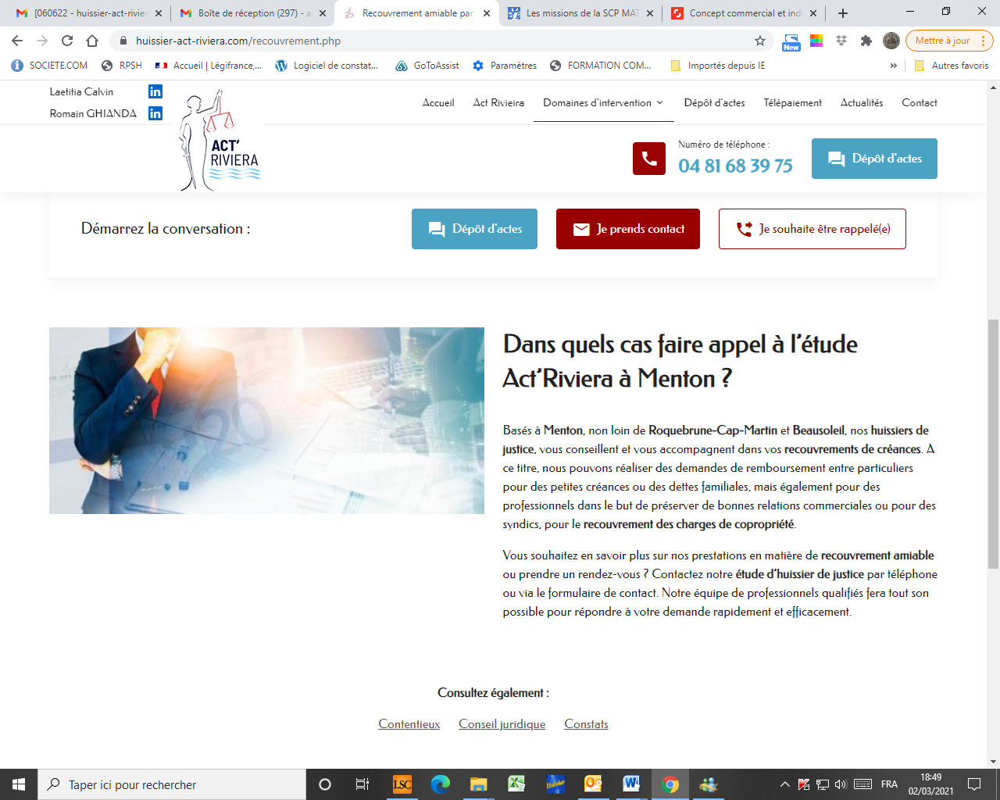 [060622 - huissier-act-rivier
Boîte de réception (297) - a
Recouvrement amiable par
Les missions de la SCP MAT
Concept commercial et ind
huissier-act-riviera.com/recouvrement.php
New
Mettre à jour
SOCIETE.COM
RPSH
Accueil | Légifrance,...
Logiciel de constat...
GoToAssist
Paramètres
FORMATION COM...
Importés depuis IE
»
Autres favoris
Laetitia Calvin
Romain GHIANDA
ACT'
RIVIERA
Accueil
Act Rivieira
Domaines d'intervention
Dépôt d'actes
Télépaiement
Actualités
Contact
Numéro de téléphone :
04 81 68 39 75
Dépôt d'actes
Démarrez la conversation :
Dépôt d'actes
Je prends contact
Je souhaite être rappelé(e)
Dans quels cas faire appel à l'étude
Act'Riviera à Menton ?
Basés à Menton, non loin de Roquebrune-Cap-Martin et Beausoleil, nos huissiers de
justice, vous conseillent et vous accompagnent dans vos recouvrements de créances. A
ce titre, nous pouvons réaliser des demandes de remboursement entre particuliers
pour des petites créances ou des dettes familiales, mais également pour des
professionnels dans le but de préserver de bonnes relations commerciales ou pour des
syndics, pour le recouvrement des charges de copropriété.
Vous souhaitez en savoir plus sur nos prestations en matière de recouvrement amiable
ou prendre un rendez-vous ? Contactez notre étude d'huissier de justice par téléphone
ou via le formulaire de contact. Notre équipe de professionnels qualifiés fera tout son
possible pour répondre à votre demande rapidement et efficacement.
Consultez également :
Contentieux
Conseil juridique
Constats
Taper ici pour rechercher
LSC
FRA
18:49
02/03/2021